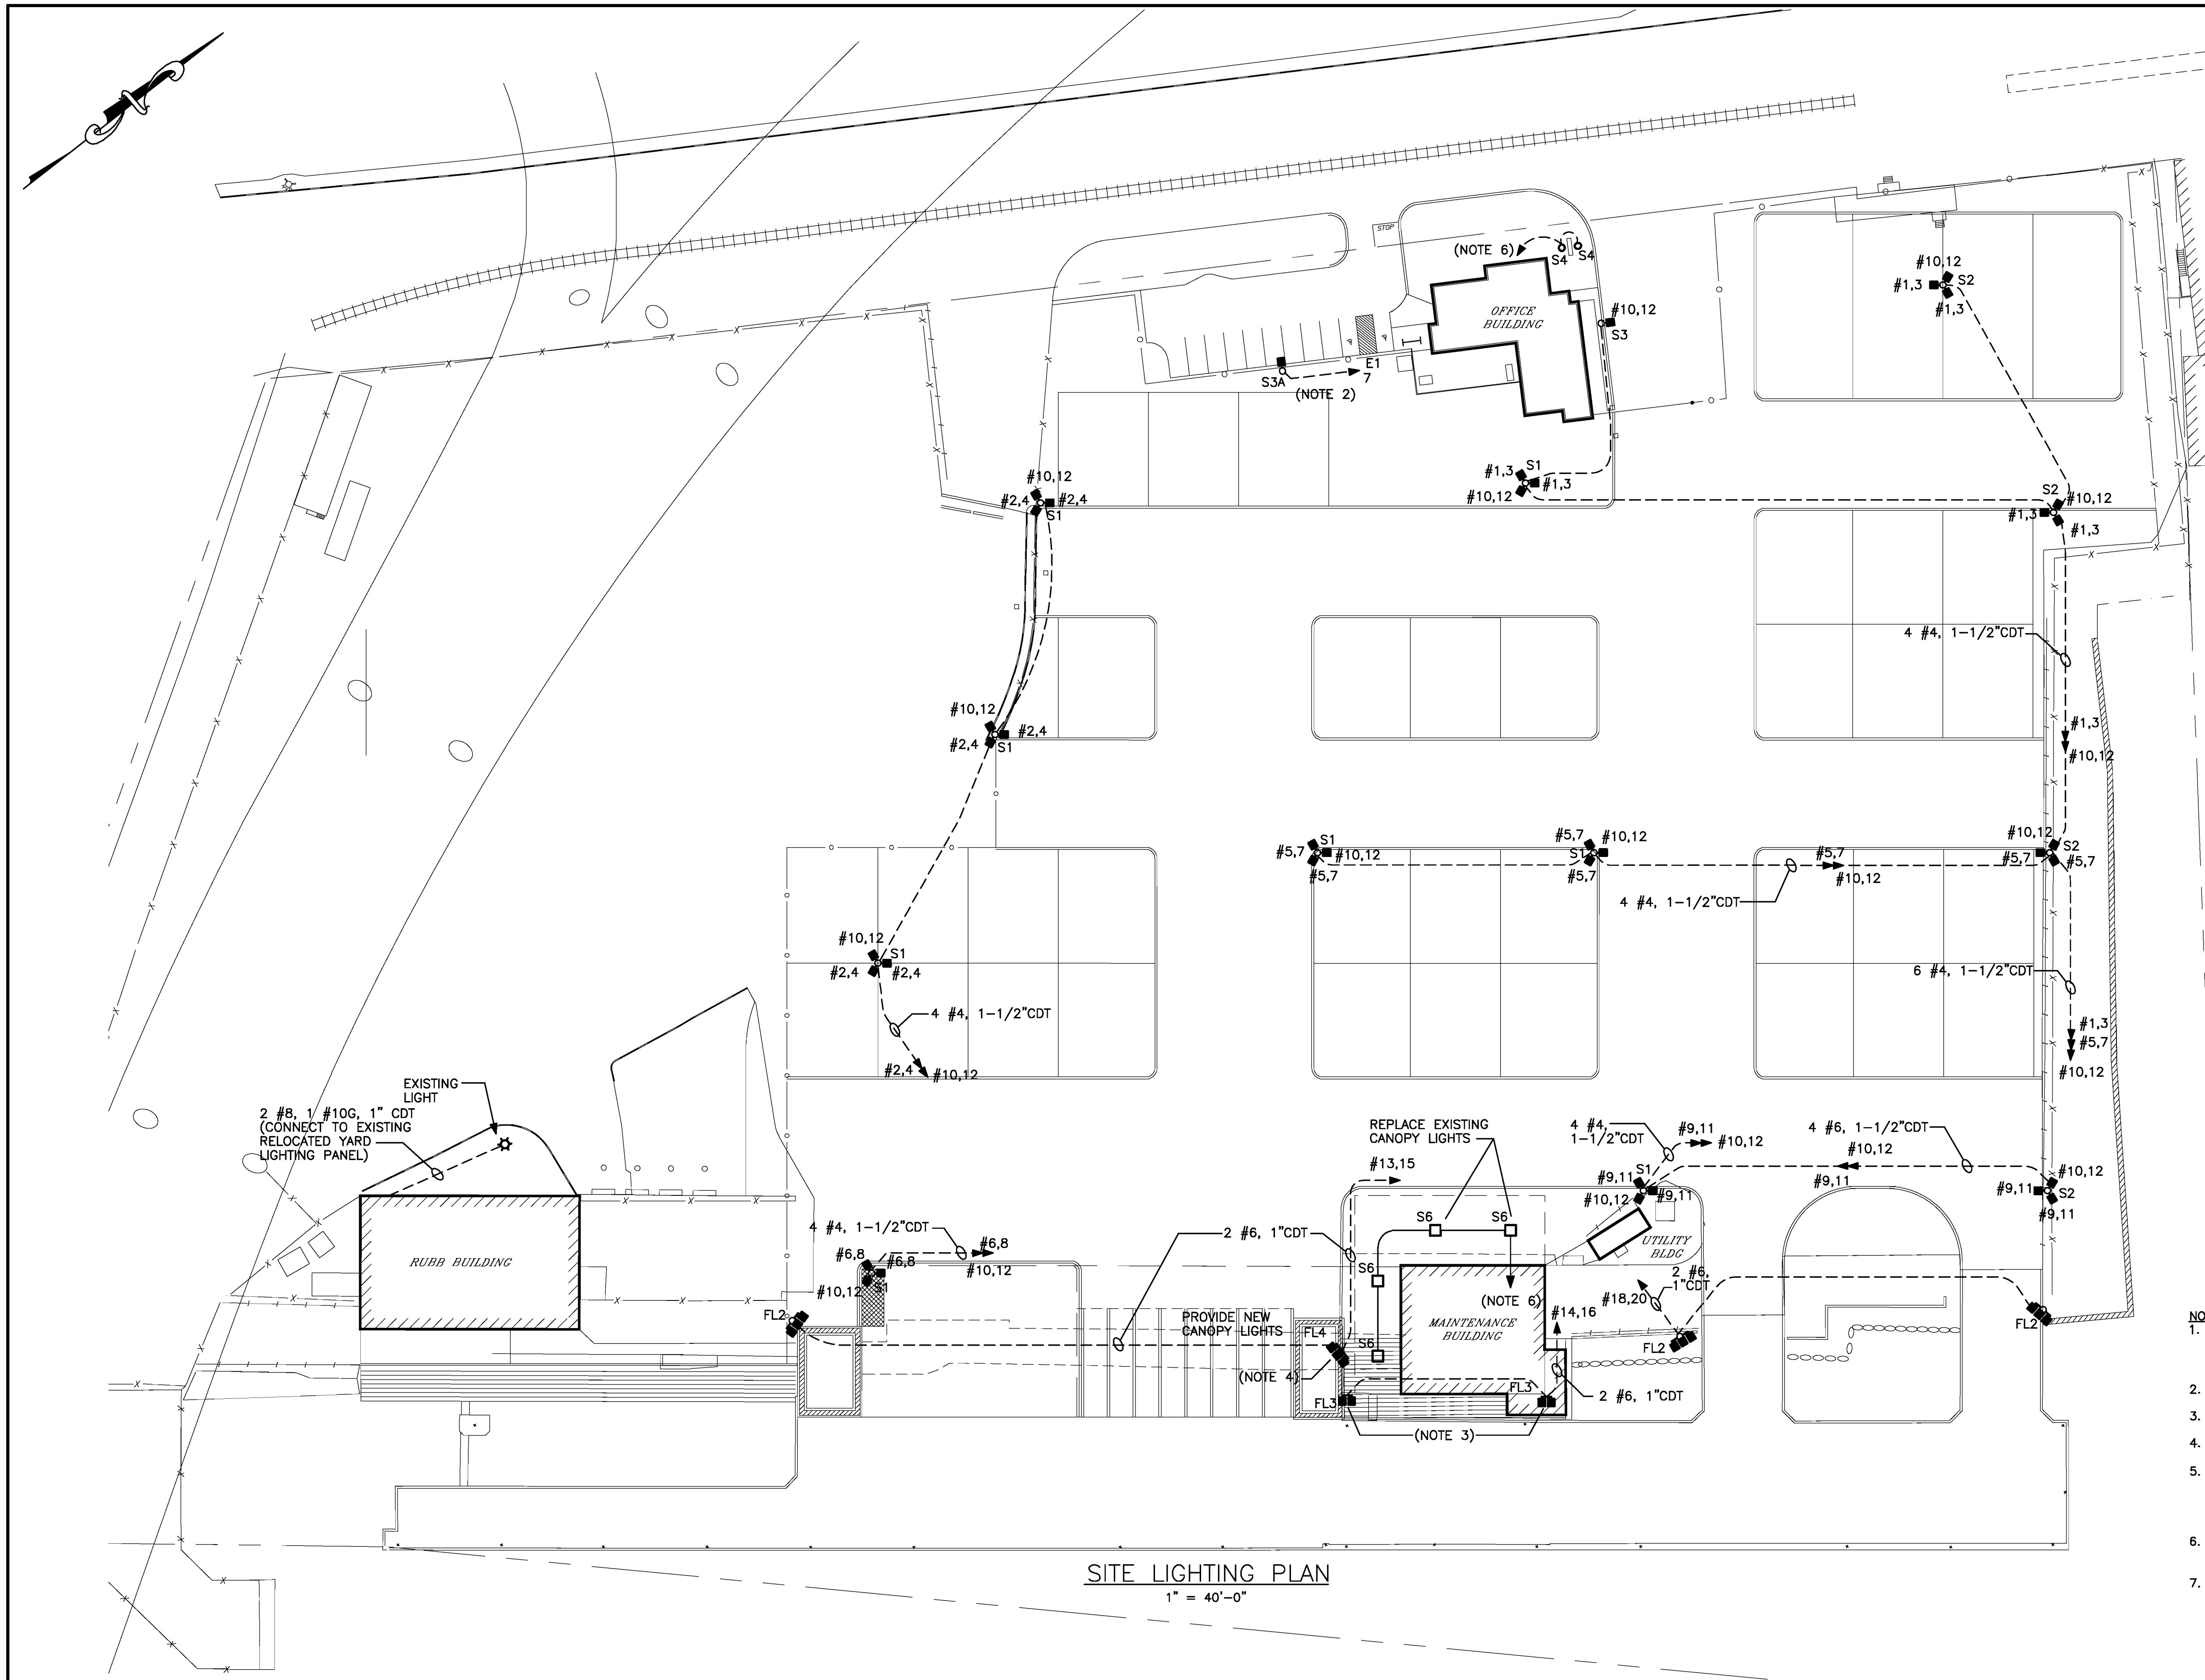 STOP
(NOTE 6)
S4
S4
#10,12
#1,3
S2
#1,3
OFFICE
BUILDING
#10,12
S3
E1
7
S3A
(NOTE 2)
#10,12
#2,4
#2,4
S1
#1,3
S1
#1,3
#10,12
S2
#10,12
#1,3
#1,3
4 #4, 1-1/2"CDT
#10,12
#2,4
#2,4
S1
#1,3
#10,12
S1
#5,7
#10,12
#5,7
#5,7
#10,12
S1
#5,7
#5,7
#10,12
4 #4, 1-1/2"CDT
#10,12
S2
#5,7
#5,7
#10,12
S1
#2,4
#2,4
6 #4, 1-1/2"CDT
4 #4, 1-1/2"CDT
#2,4
#10,12
#1,3
#5,7
#10,12
EXISTING
LIGHT
2 #8, 1 #10G, 1" CDT
(CONNECT TO EXISTING
RELOCATED YARD
LIGHTING PANEL)
REPLACE EXISTING
CANOPY LIGHTS
4 #4,
1-1/2"CDT
#9,11
#10,12
4 #6, 1-1/2"CDT
#10,12
#9,11
#13,15
S1
#9,11
#9,11
#10,12
#10,12
#9,11
S2
#9,11
RUBB BUILDING
4 #4, 1-1/2"CDT
#6,8
#10,12
#6,8
#6,8
#10,12
S1
FL2
2 #6, 1"CDT
S6
S6
S6
S6
UTILITY
BLDG
2 #6,
1"CDT
#18,20
(NOTE 6)
#14,16
PROVIDE NEW
CANOPY LIGHTS
FL4
MAINTENANCE
BUILDING
FL2
FL2
(NOTE 4)
FL3
FL3
2 #6, 1"CDT
(NOTE 3)
NO
1.
2.
3.
4.
5.
6.
7.
SITE LIGHTING PLAN
1" = 40'-0"